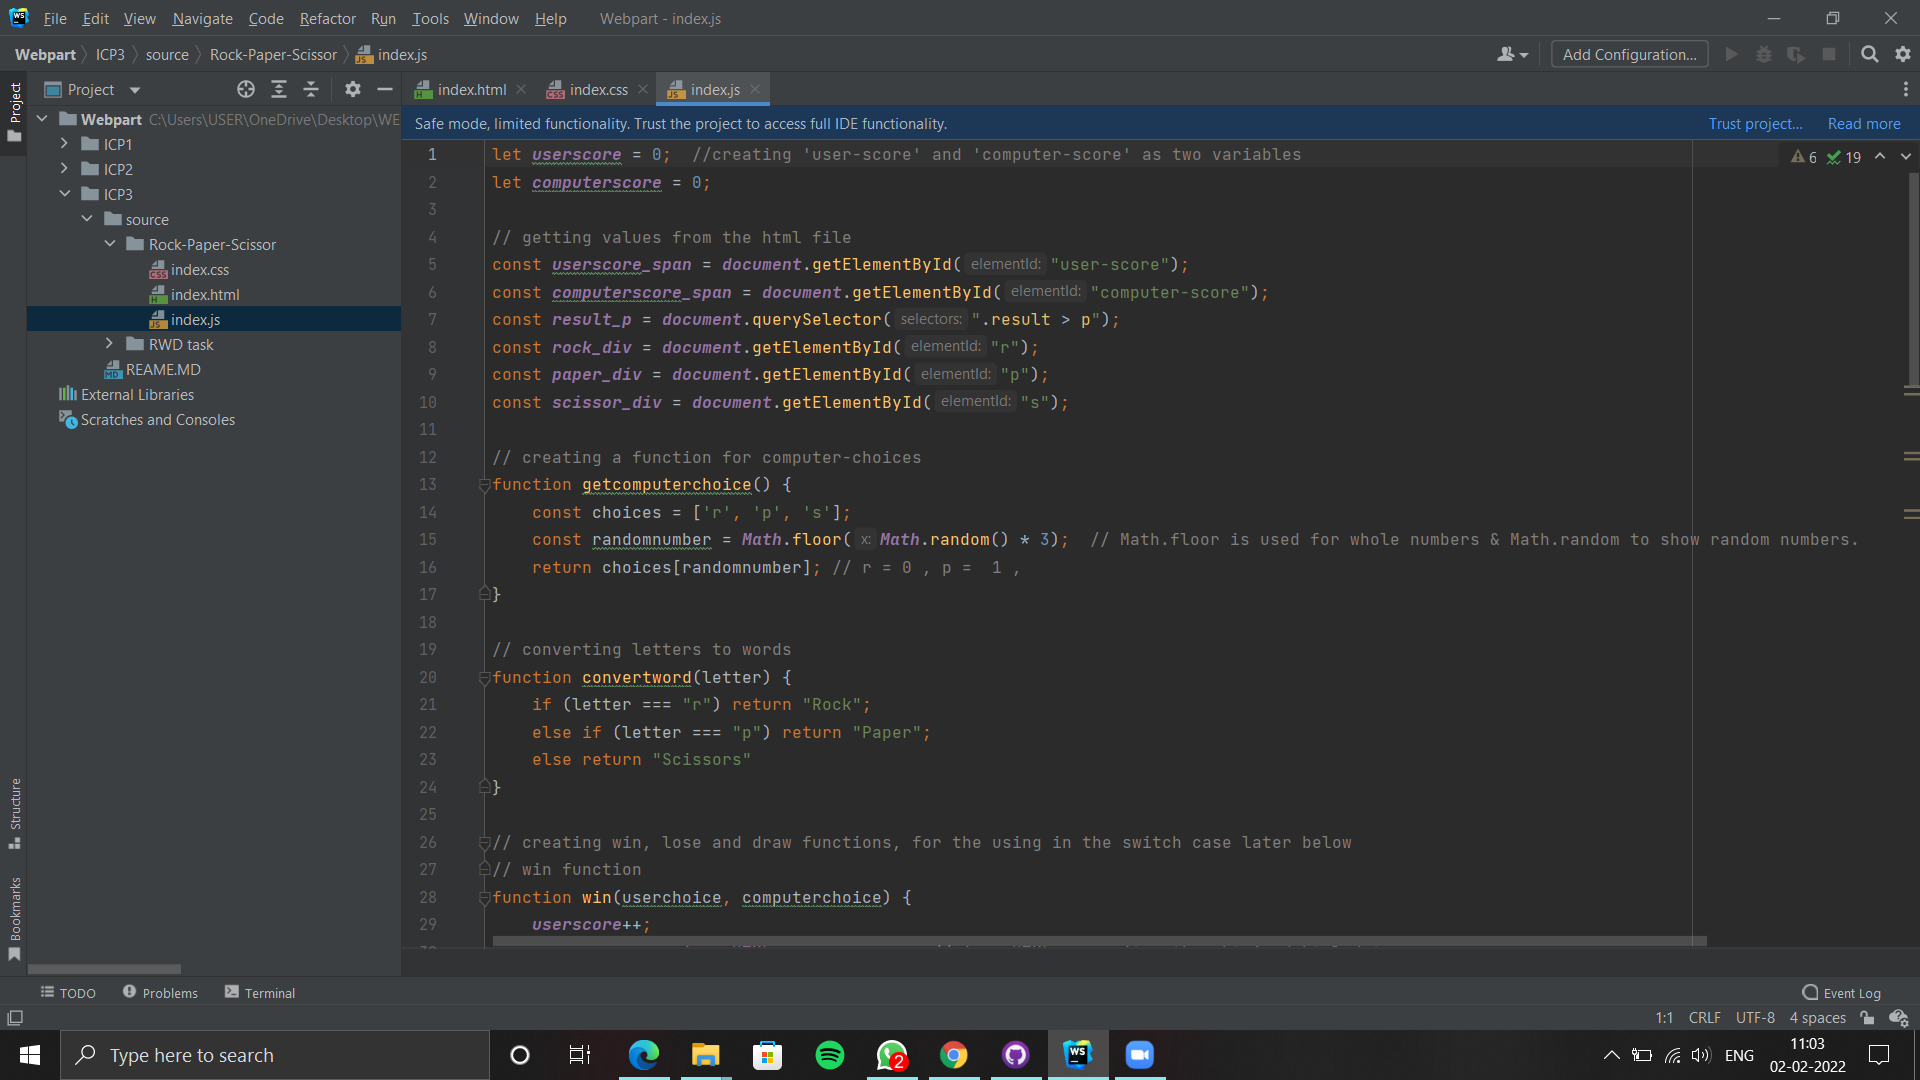 File Edit View Navigate Code Refactor Run Tools Window Help Webpart - index.js
Webpart ICP3 source Rock-Paper-Scissor index.js Add Configuration...
Project Project index.html index.css index.js
Safe mode, limited functionality. Trust the project to access full IDE functionality. Trust project... Read more
Webpart C:\Users\USER\OneDrive\Desktop\WE
ICP1
ICP2
ICP3
source
Rock-Paper-Scissor
index.css
index.html
index.js
RWD task
REAME.MD
External Libraries
Scratches and Consoles
6 19
1 let userscore = 0;  //creating 'user-score' and 'computer-score' as two variables
2 let computerscore = 0;
3
4 // getting values from the html file
5 const userscore_span = document.getElementById( elementId: "user-score");
6 const computerscore_span = document.getElementById( elementId: "computer-score");
7 const result_p = document.querySelector( selectors: ".result > p");
8 const rock_div = document.getElementById( elementId: "r");
9 const paper_div = document.getElementById( elementId: "p");
10 const scissor_div = document.getElementById( elementId: "s");
11
12 // creating a function for computer-choices
13 function getcomputerchoice() {
14     const choices = ['r', 'p', 's'];
15     const randomnumber = Math.floor( x: Math.random() * 3);  // Math.floor is used for whole numbers & Math.random to show random numbers.
16     return choices[randomnumber]; // r = 0 , p =  1 ,
17 }
18
19 // converting letters to words
20 function convertword(letter) {
21     if (letter === "r") return "Rock";
22     else if (letter === "p") return "Paper";
23     else return "Scissors"
24 }
25
26 // creating win, lose and draw functions, for the using in the switch case later below
27 // win function
28 function win(userchoice, computerchoice) {
29     userscore++;
Structure
Bookmarks
TODO Problems Terminal Event Log
1:1 CRLF UTF-8 4 spaces
Type here to search 2 WS ENG 11:03
02-02-2022